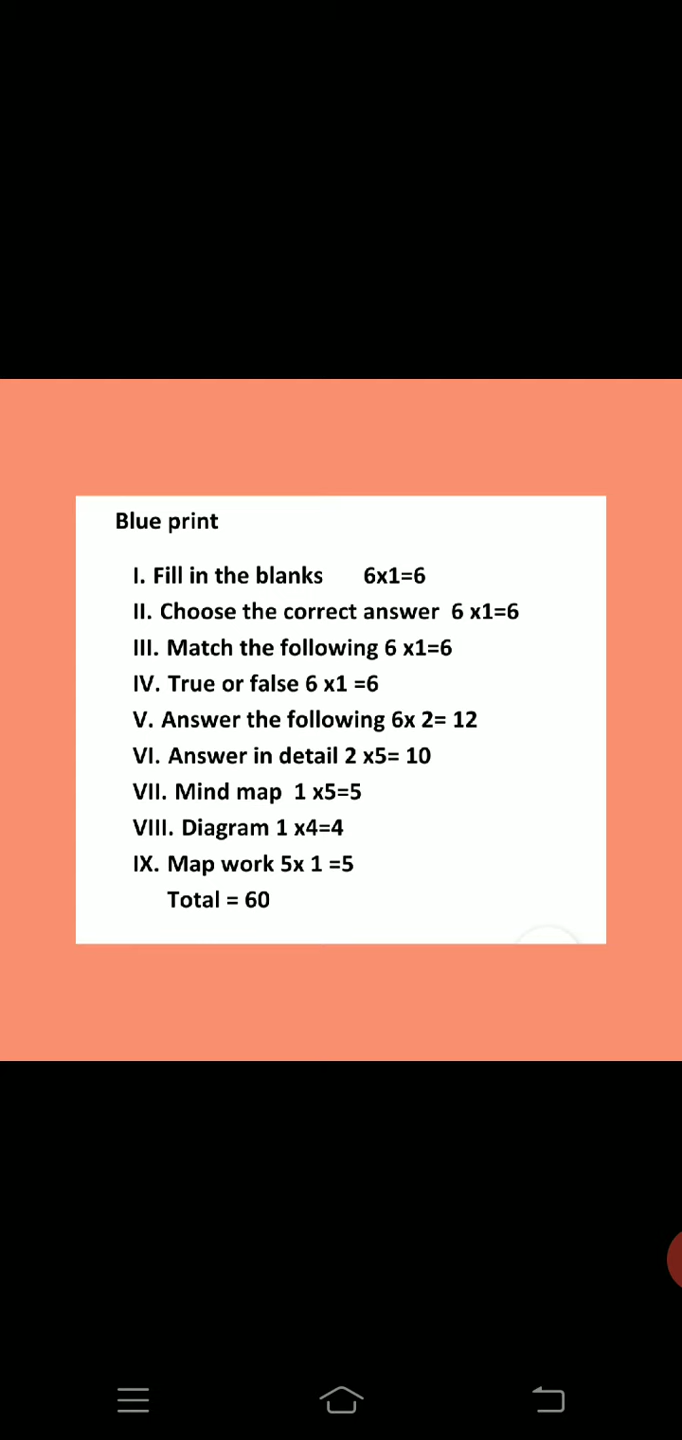 Blue print
I. Fill in the blanks 6x1=6
II. Choose the correct answer 6 x1=6
III. Match the following 6 x1=6
IV. True or false 6 x1 =6
V. Answer the following 6x 2= 12
VI. Answer in detail 2 x5= 10
VII. Mind map 1 x5=5
VIII. Diagram 1 x4=4
IX. Map work 5x 1 =5
Total = 60